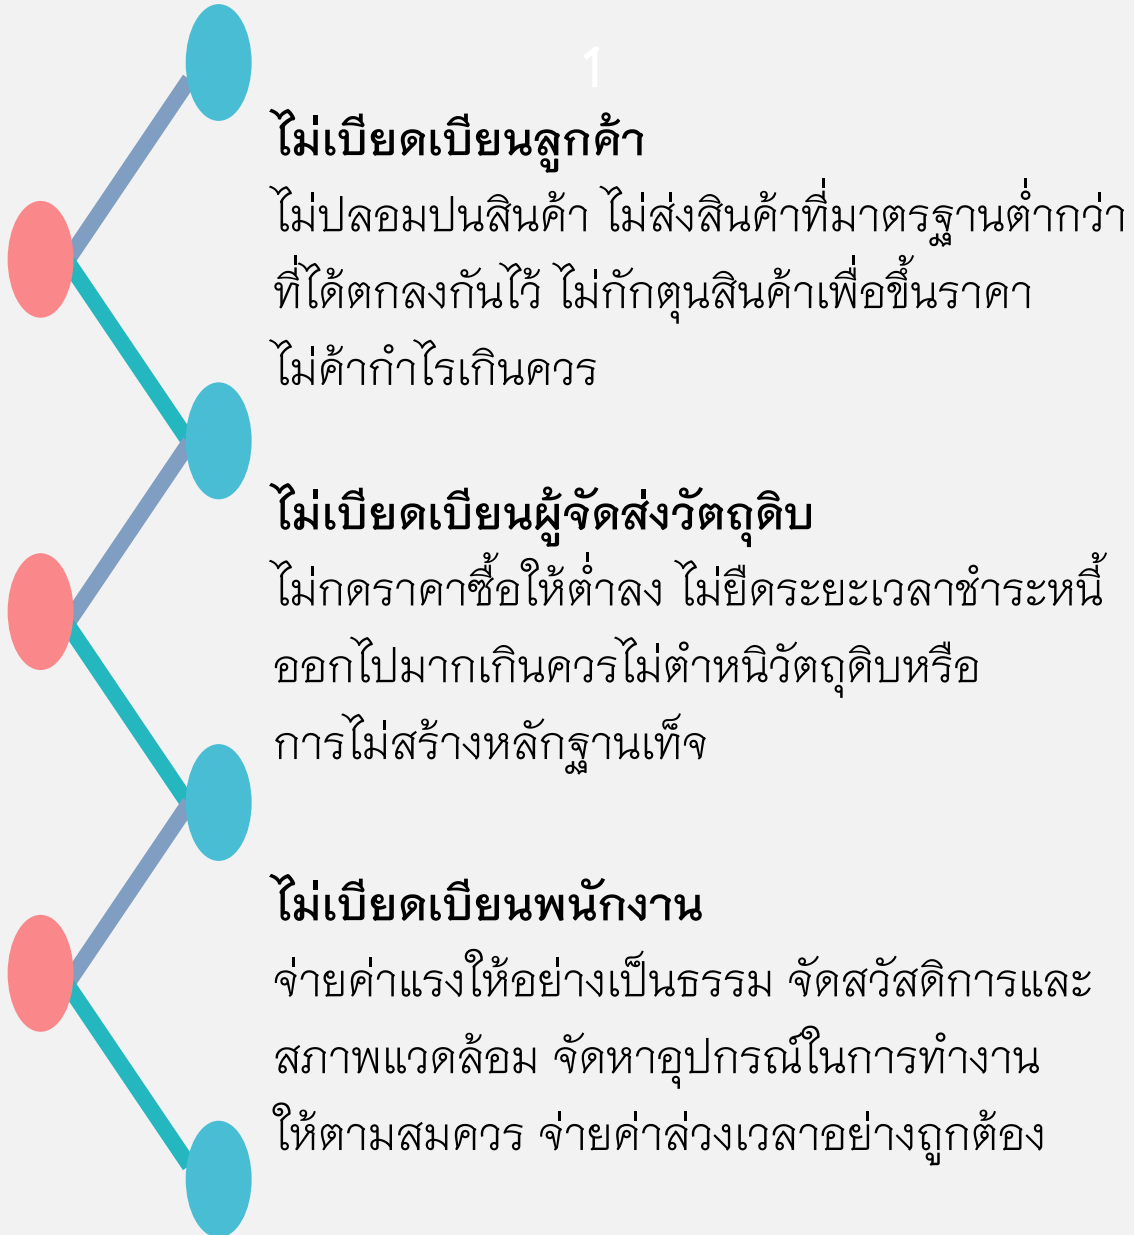 1
ไม่เบียดเบียนลูกค้า
ไม่ปลอมปนสินค้า ไม่ส่งสินค้าที่มาตรฐานต่ำกว่า
ที่ได้ตกลงกันไว้ ไม่กักตุนสินค้าเพื่อขึ้นราคา
ไม่ค้ากำไรเกินควร
ไม่เบียดเบียนผู้จัดส่งวัตถุดิบ
ไม่กดราคาซื้อให้ต่ำลง ไม่ยืดระยะเวลาชำระหนี้
ออกไปมากเกินควรไม่ตำหนิวัตถุดิบหรือ
การไม่สร้างหลักฐานเท็จ
ไม่เบียดเบียนพนักงาน
จ่ายค่าแรงให้อย่างเป็นธรรม จัดสวัสดิการและ
สภาพแวดล้อม จัดหาอุปกรณ์ในการทำงาน
ให้ตามสมควร จ่ายค่าล่วงเวลาอย่างถูกต้อง